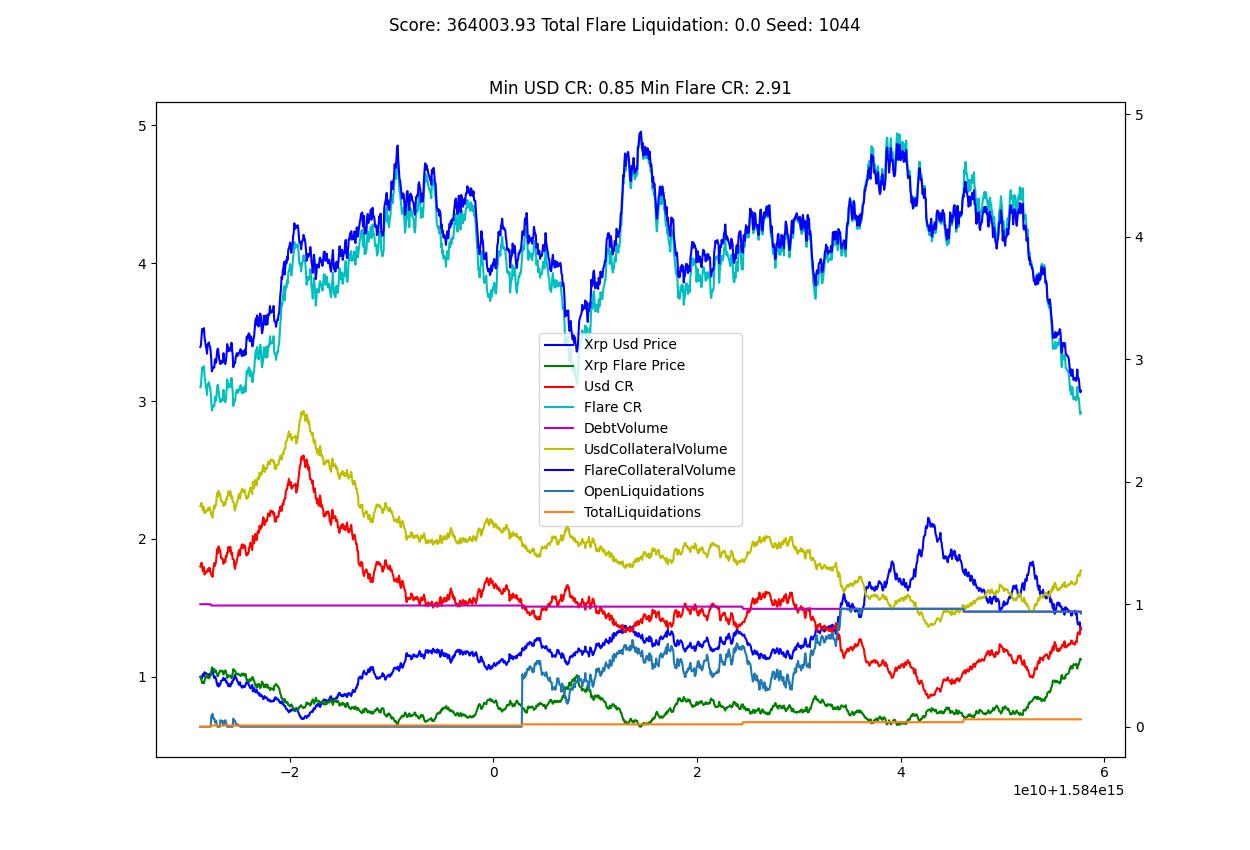 Score: 364003.93 Total Flare Liquidation: 0.0 Seed: 1044
Min USD CR: 0.85 Min Flare CR: 2.91
5
4
3
2
1
5
4
3
2
1
0
Xrp Usd Price
Xrp Flare Price
Usd CR
Flare CR
DebtVolume
UsdCollateralVolume
FlareCollateralVolume
OpenLiquidations
TotalLiquidations
−2
0
2
4
6
1e10+1.584e15